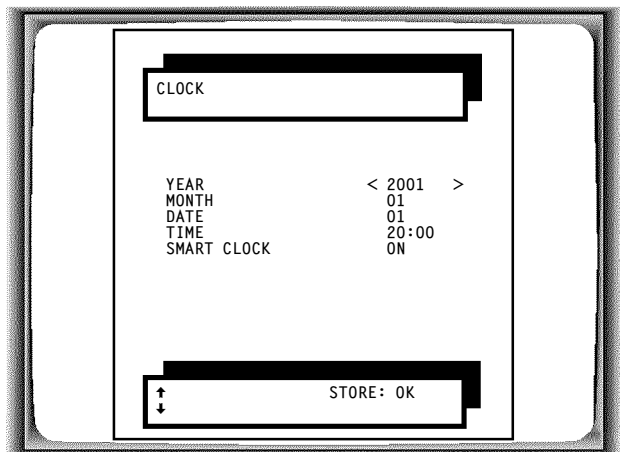 CLOCK
YEAR < 2001 >
MONTH 01
DATE 01
TIME 20:00
SMART CLOCK ON
↑ STORE: OK
↓